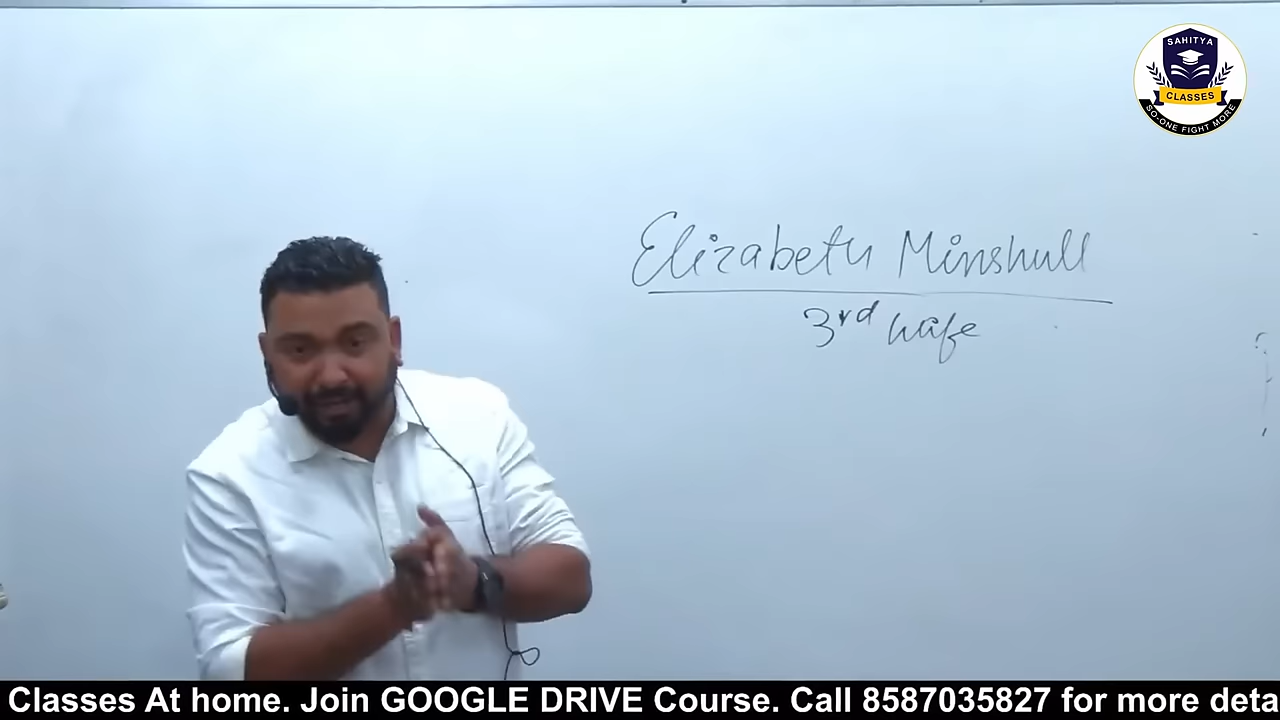 SAHITYA
CLASSES
SO-ONE FIGHT MORE
Elizabeth Minshull
3rd wife
Classes At home. Join GOOGLE DRIVE Course. Call 8587035827 for more deta